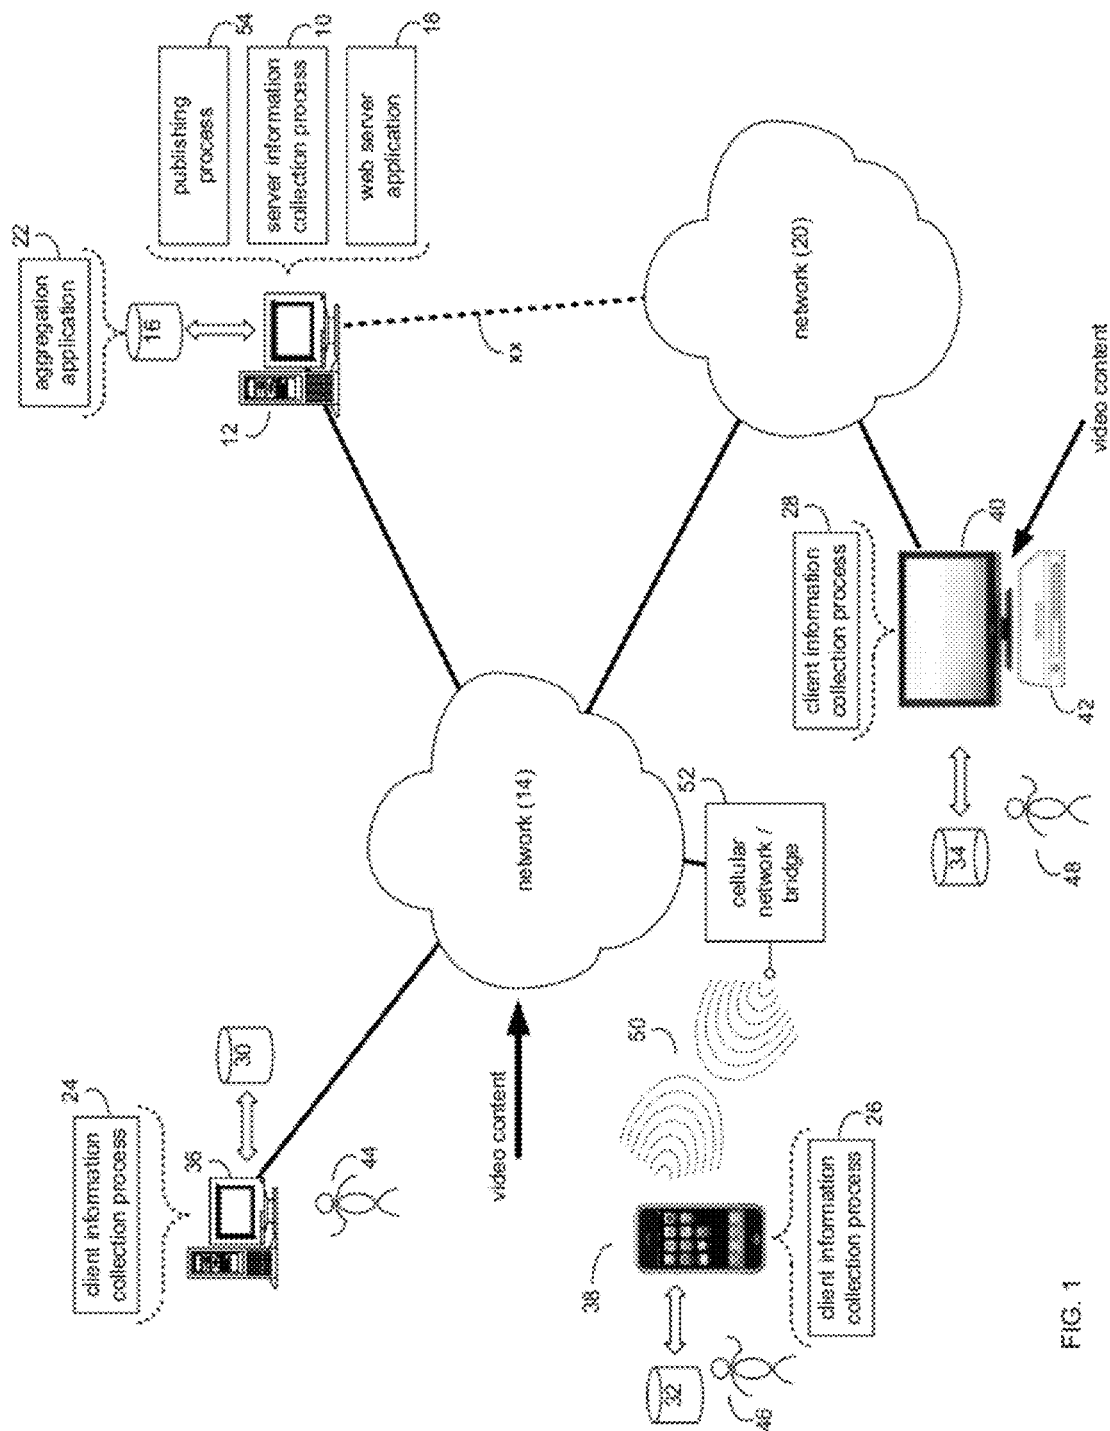 22
aggregation
application
24
client information
collection process
16
54
publishing
process
36
30
12
10
server information
collection process
18
web server
application
44
network (14)
video content
xx
38
50
32
46
52
cellular
network /
bridge
26
client information
collection process
network (20)
28
client information
collection process
34
40
48
42
video content
FIG. 1